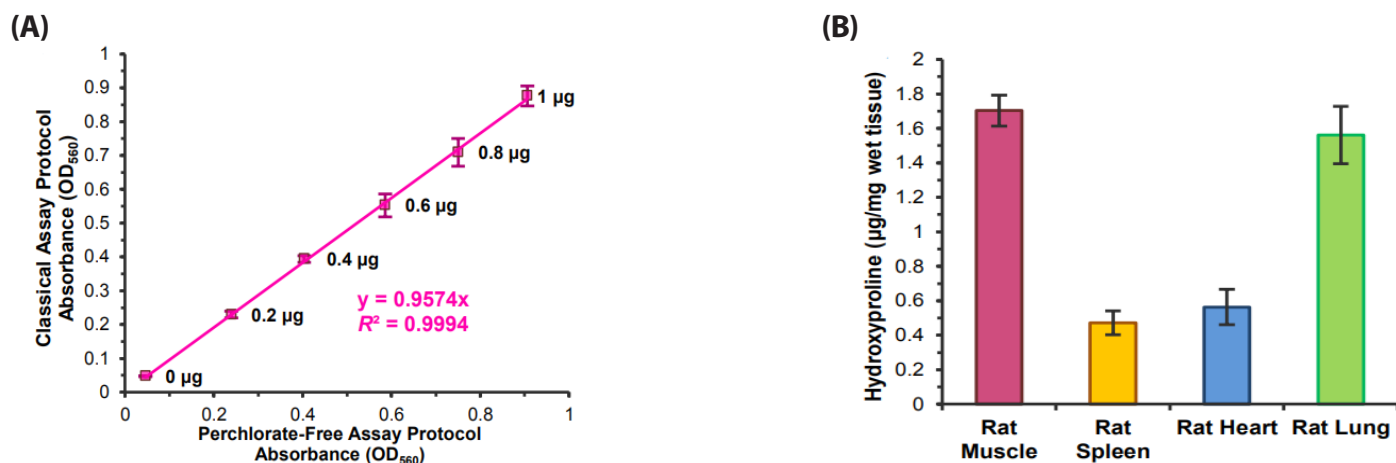 (A)
Classical Assay Protocol
Absorbance (OD560)
1
0.9
0.8
0.7
0.6
0.5
0.4
0.3
0.2
0.1
0
1 µg
0.8 µg
0.6 µg
0.4 µg
0.2 µg
0 µg
y = 0.9574x
R² = 0.9994
0
0.2
0.4
0.6
0.8
1
Perchlorate-Free Assay Protocol
Absorbance (OD560)
(B)
Hydroxyproline (µg/mg wet tissue)
2
1.8
1.6
1.4
1.2
1
0.8
0.6
0.4
0.2
0
Rat
Muscle
Rat
Spleen
Rat Heart
Rat Lung